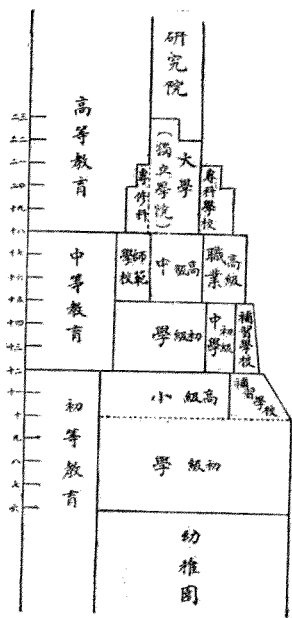 研究院
大學
（獨立學院）
專修科
專科學校
高等教育
中等教育
初等教育
師範
學校
高級中
高級
職業
初級學
初級
中學
補習學校
高級小
補習學校
初級學
幼稚園
二三
二二
二一
二〇
十九
十八
十七
十六
十五
十四
十三
十二
十一
十
九
八
七
六